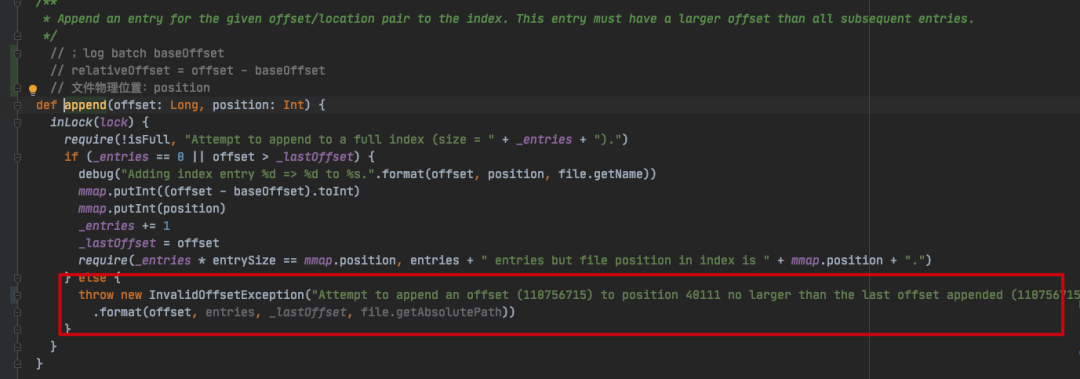 /**
* Append an entry for the given offset/location pair to the index. This entry must have a larger offset than all subsequent entries.
*/
// ；log batch baseOffset
// relativeOffset = offset - baseOffset
// 文件物理位置：position
def append(offset: Long, position: Int) {
inLock(lock) {
require(!isFull, "Attempt to append to a full index (size = " + _entries + ").")
if (_entries == 0 || offset > _lastOffset) {
debug("Adding index entry %d => %d to %s.".format(offset, position, file.getName))
mmap.putInt((offset - baseOffset).toInt)
mmap.putInt(position)
_entries += 1
_lastOffset = offset
require(_entries * entrySize == mmap.position, entries + " entries but file position in index is " + mmap.position + ".")
} else {
throw new InvalidOffsetException("Attempt to append an offset (110756715) to position 40111 no larger than the last offset appended (110756715
.format(offset, entries, _lastOffset, file.getAbsolutePath))
}
}
}